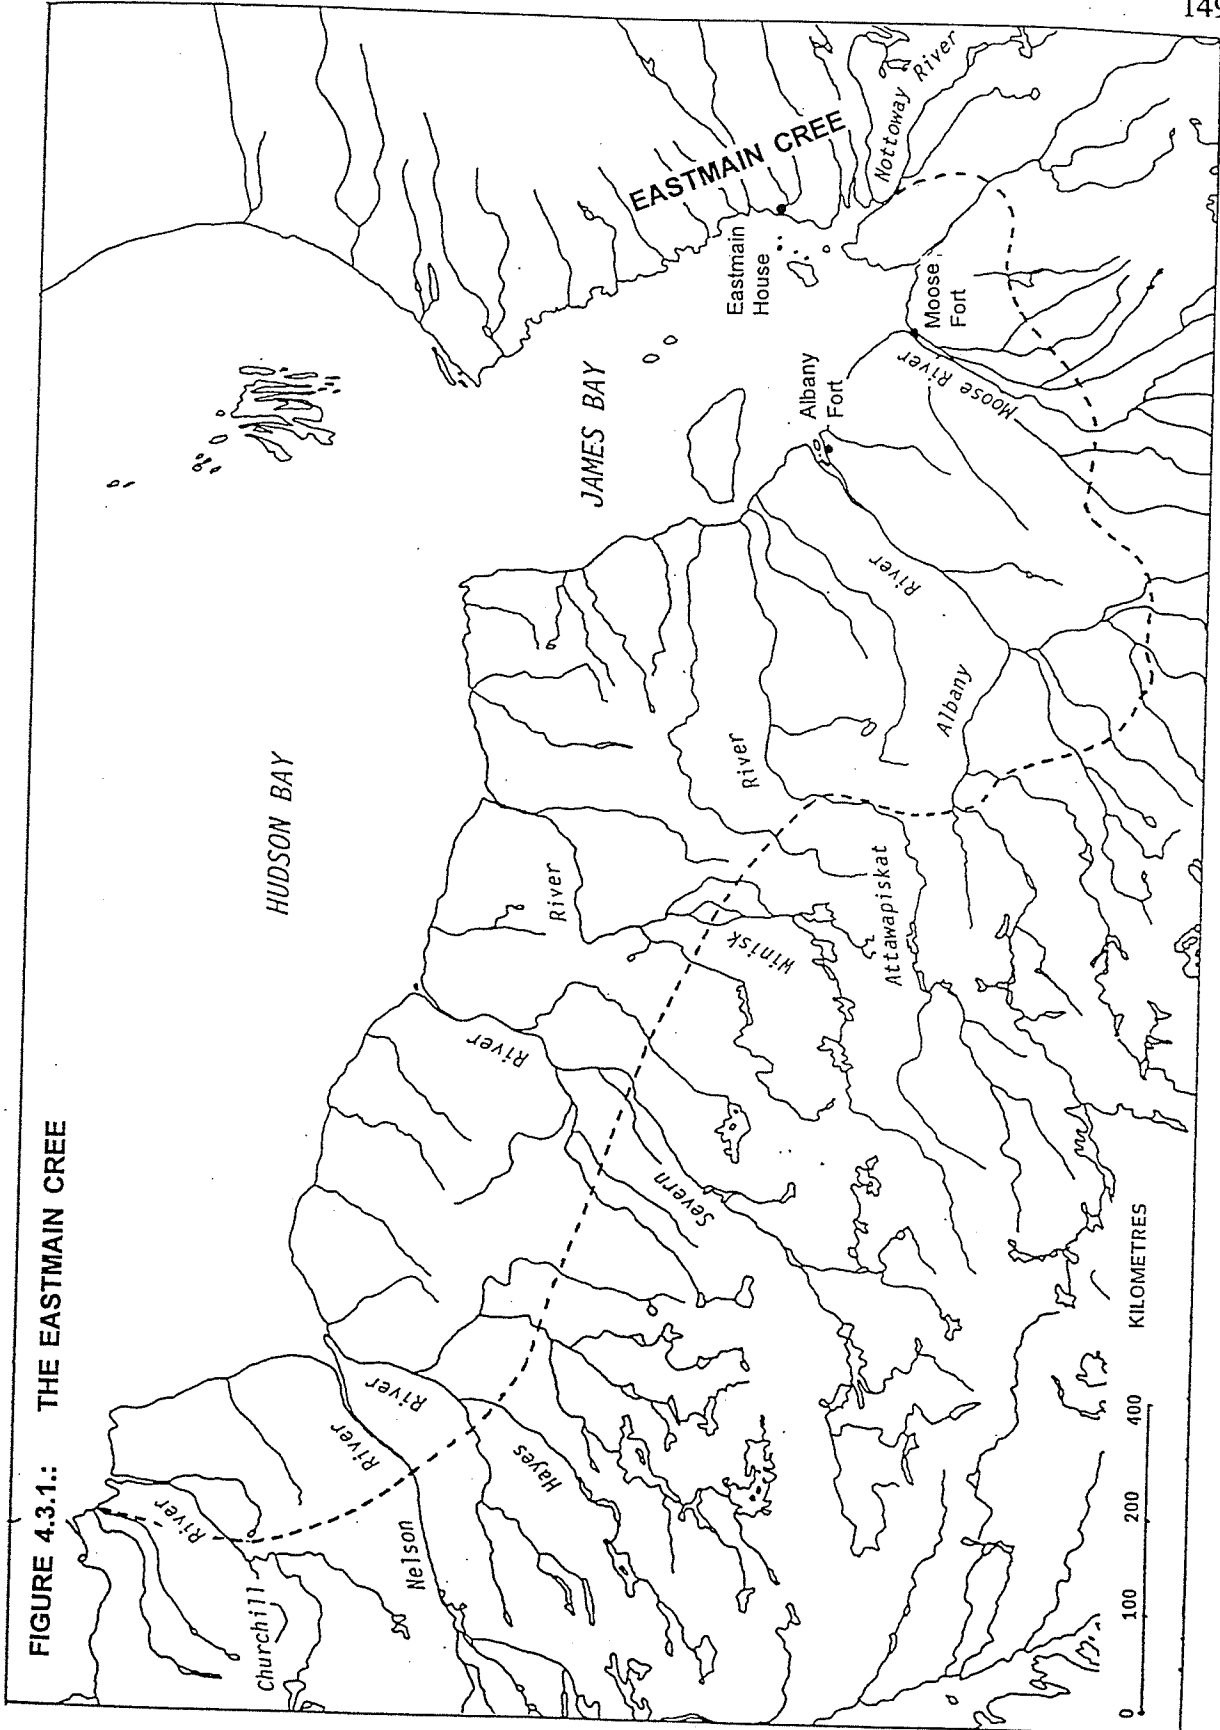 149
FIGURE 4.3.1.: THE EASTMAIN CREE
HUDSON BAY
JAMES BAY
EASTMAIN CREE
Nottoway River
Eastmain
House
Moose
Fort
Albany
Fort
Moose River
Albany River
Attawapiskat River
Winisk River
Severn River
Hayes River
Nelson River
Churchill River
0 100 200 400
KILOMETRES